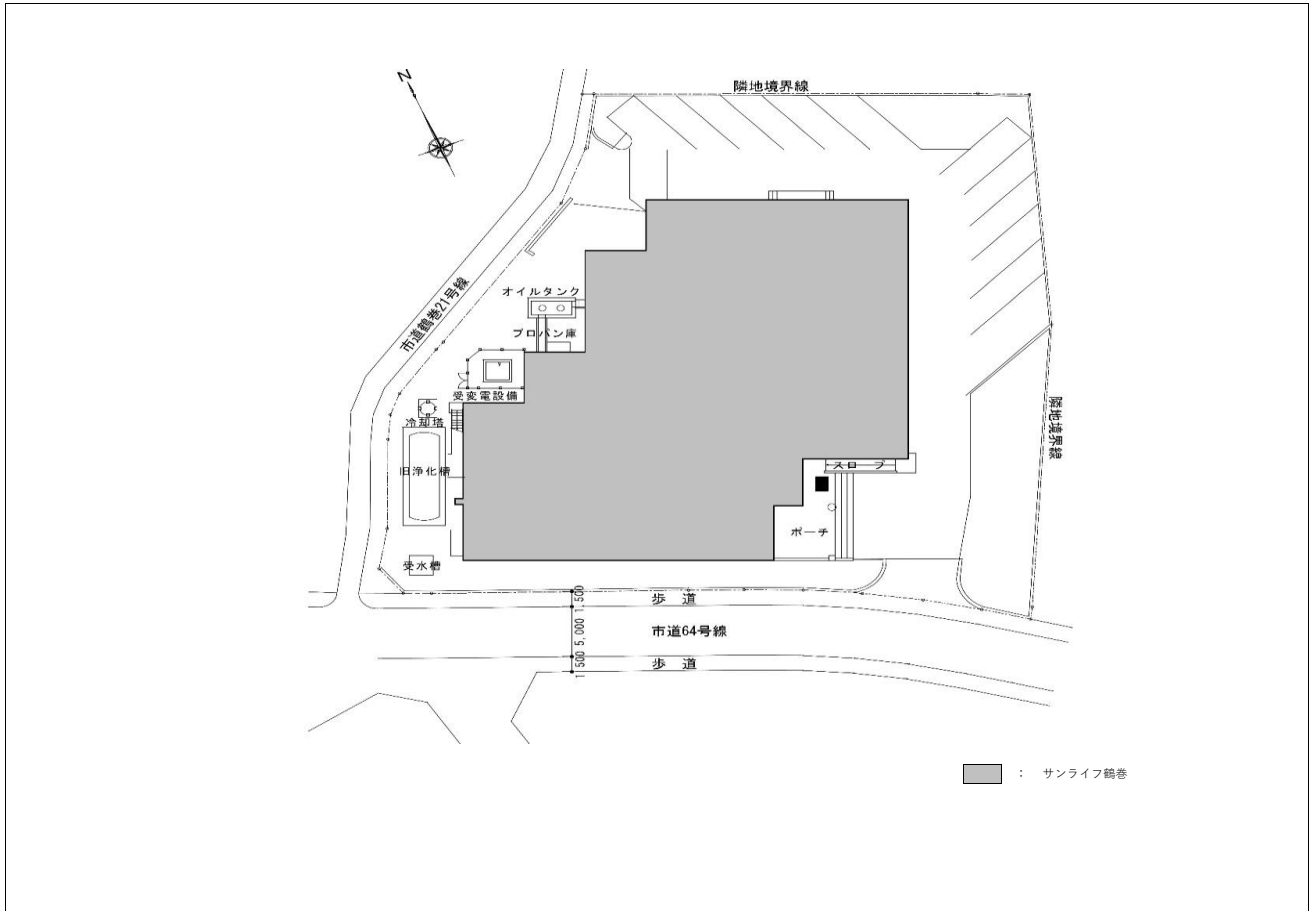 N
隣地境界線
市道鶴巻21号線
オイルタンク
プロパン庫
受変電設備
冷却塔
旧浄化槽
隣地境界線
スロープ
ポーチ
受水槽
1,500
歩 道
5,000
市道64号線
1,500
歩 道
： サンライフ鶴巻